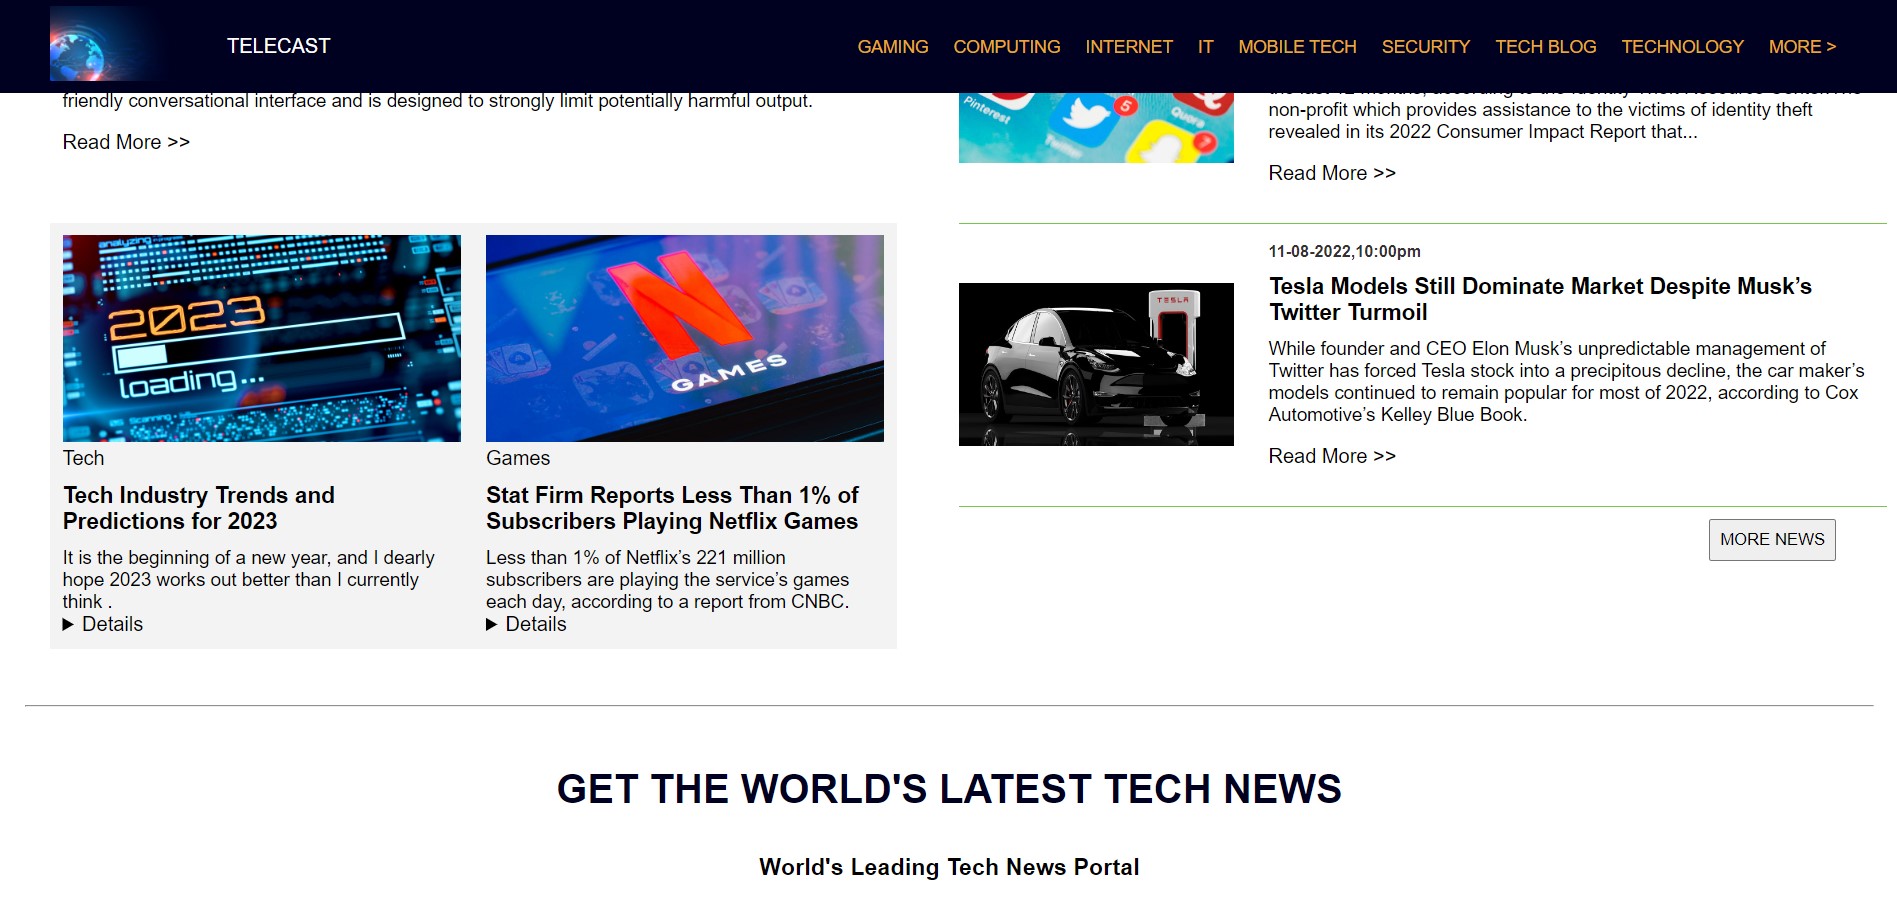 TELECAST
GAMING COMPUTING INTERNET IT MOBILE TECH SECURITY TECH BLOG TECHNOLOGY MORE >
friendly conversational interface and is designed to strongly limit potentially harmful output.
Read More >>
analyzing
2023
loading...
Tech
Tech Industry Trends and
Predictions for 2023
It is the beginning of a new year, and I dearly
hope 2023 works out better than I currently
think .
▶ Details
N
GAMES
Games
Stat Firm Reports Less Than 1% of
Subscribers Playing Netflix Games
Less than 1% of Netflix’s 221 million
subscribers are playing the service’s games
each day, according to a report from CNBC.
▶ Details
Pinterest
5
Twitter
Quora
1
non-profit which provides assistance to the victims of identity theft
revealed in its 2022 Consumer Impact Report that...
Read More >>
11-08-2022,10:00pm
TESLA
Tesla Models Still Dominate Market Despite Musk’s
Twitter Turmoil
While founder and CEO Elon Musk’s unpredictable management of
Twitter has forced Tesla stock into a precipitous decline, the car maker’s
models continued to remain popular for most of 2022, according to Cox
Automotive’s Kelley Blue Book.
Read More >>
MORE NEWS
GET THE WORLD'S LATEST TECH NEWS
World's Leading Tech News Portal